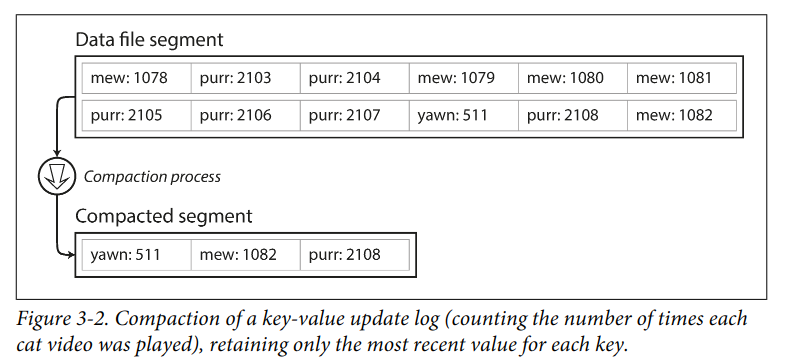 Data file segment
mew: 1078 purr: 2103 purr: 2104 mew: 1079 mew: 1080 mew: 1081
purr: 2105 purr: 2106 purr: 2107 yawn: 511 purr: 2108 mew: 1082
Compaction process
Compacted segment
yawn: 511 mew: 1082 purr: 2108
Figure 3-2. Compaction of a key-value update log (counting the number of times each
cat video was played), retaining only the most recent value for each key.